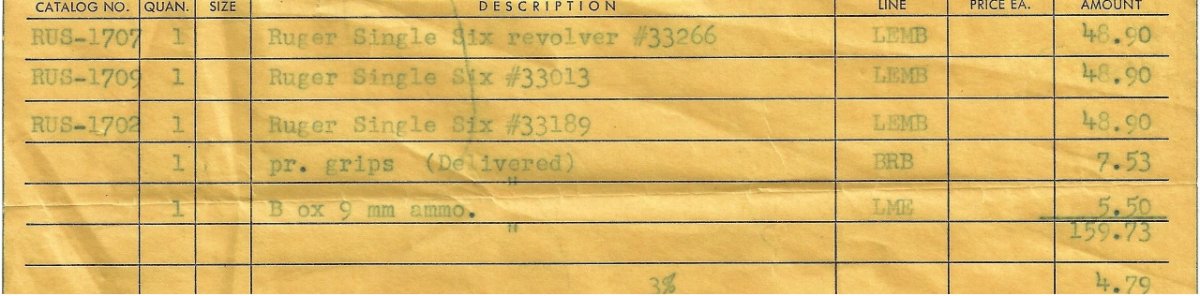 CATALOG NO. QUAN. SIZE DESCRIPTION LINE PRICE EA. AMOUNT
RUS-1707 1 Ruger Single Six revolver #33266 LEMB 48.90
RUS-1709 1 Ruger Single Six #33013 LEMB 48.90
RUS-1702 1 Ruger Single Six #33189 LEMB 48.90
1 pr. grips (Delivered) BRB 7.53
"
1 B ox 9 mm ammo. LME 5.50
" 159.73
3% 4.79